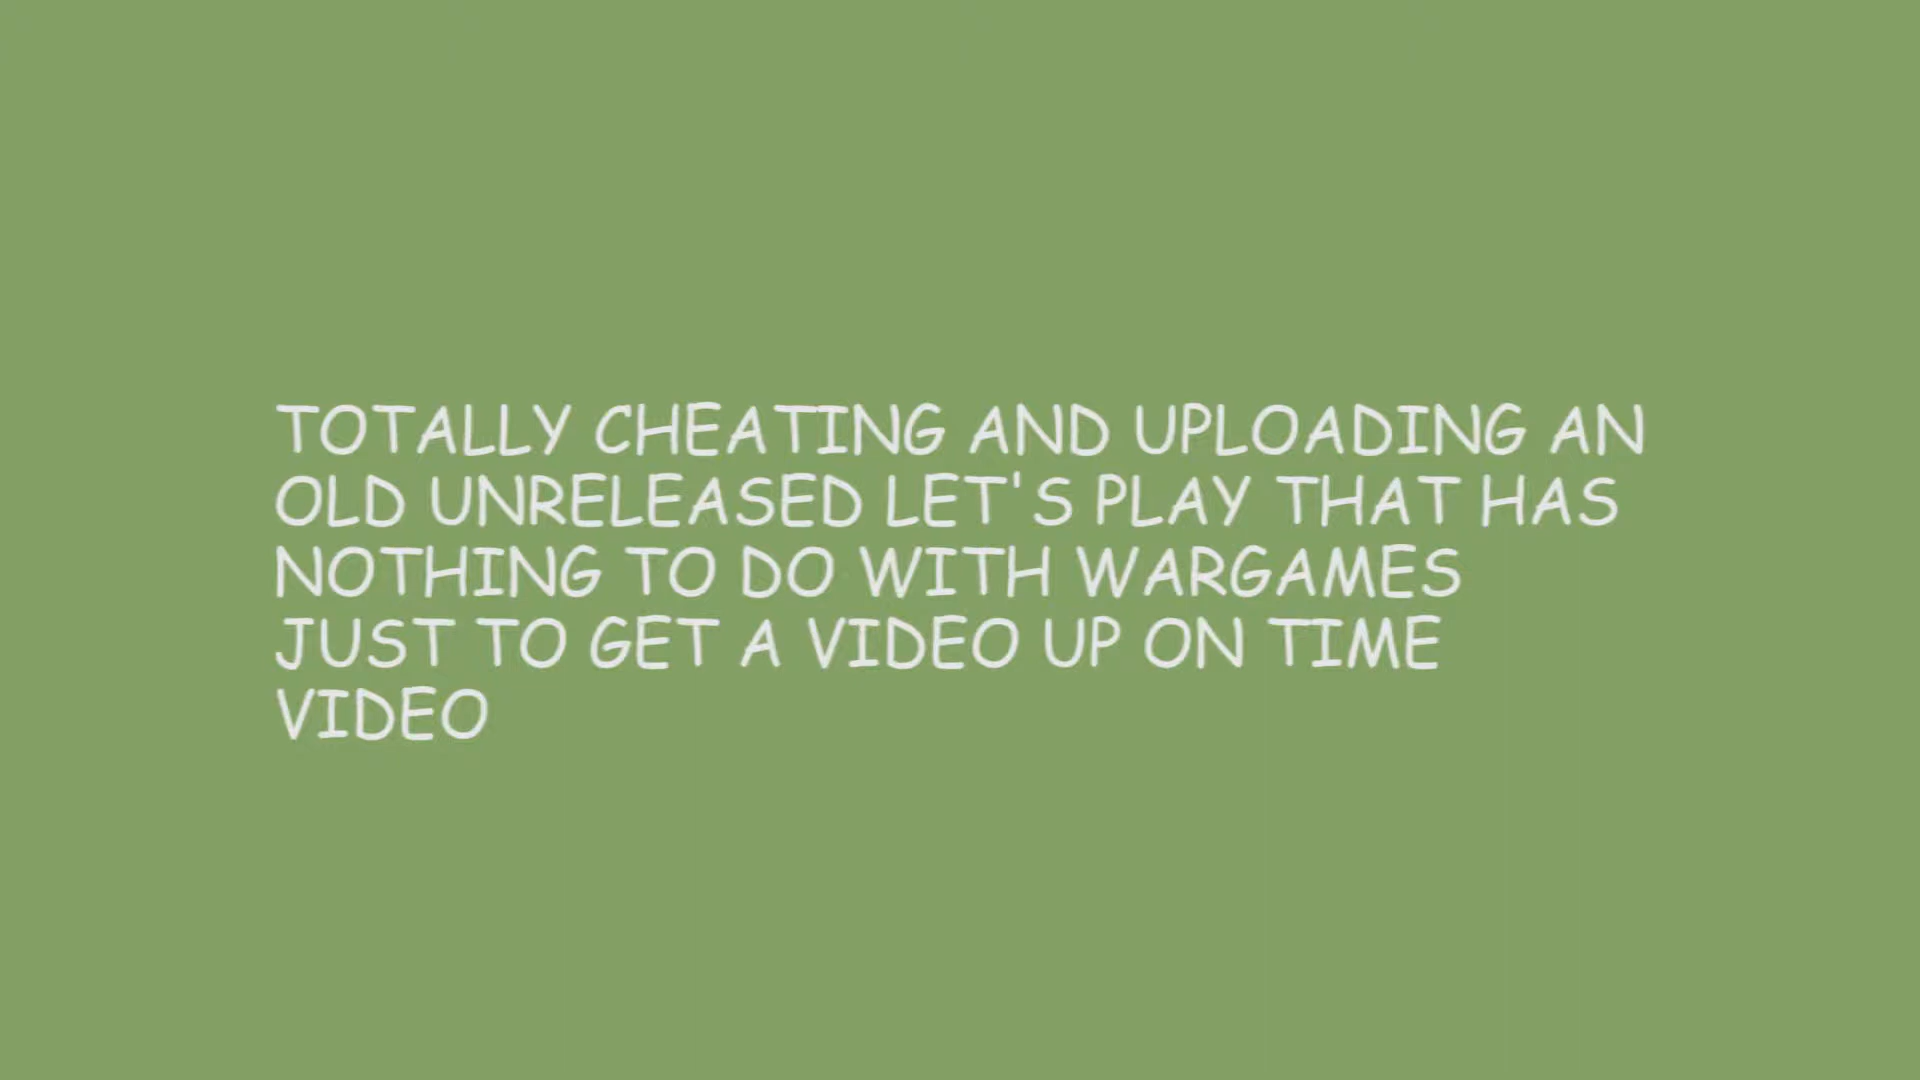 TOTALLY CHEATING AND UPLOADING AN
OLD UNRELEASED LET'S PLAY THAT HAS
NOTHING TO DO WITH WARGAMES
JUST TO GET A VIDEO UP ON TIME
VIDEO